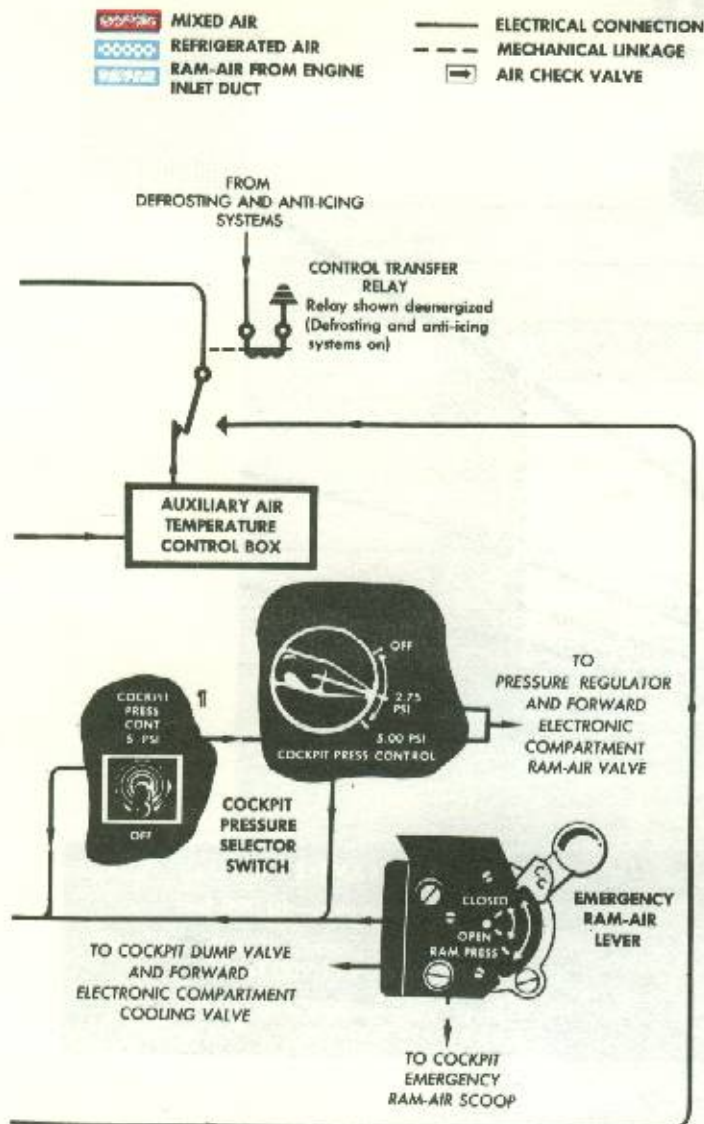 MIXED AIR
REFRIGERATED AIR
RAM-AIR FROM ENGINE
INLET DUCT
ELECTRICAL CONNECTION
MECHANICAL LINKAGE
AIR CHECK VALVE
FROM
DEFROSTING AND ANTI-ICING
SYSTEMS
CONTROL TRANSFER
RELAY
Relay shown deenergized
(Defrosting and anti-icing
systems on)
AUXILIARY AIR
TEMPERATURE
CONTROL BOX
COCKPIT
PRESS
CONT
5 PSI
OFF
1
COCKPIT
PRESSURE
SELECTOR
SWITCH
OFF
2.75
PSI
5.00 PSI
COCKPIT PRESS CONTROL
TO
PRESSURE REGULATOR
AND FORWARD
ELECTRONIC
COMPARTMENT
RAM-AIR VALVE
CLOSED
OPEN
RAM PRESS
EMERGENCY
RAM-AIR
LEVER
TO COCKPIT DUMP VALVE
AND FORWARD
ELECTRONIC COMPARTMENT
COOLING VALVE
TO COCKPIT
EMERGENCY
RAM-AIR SCOOP